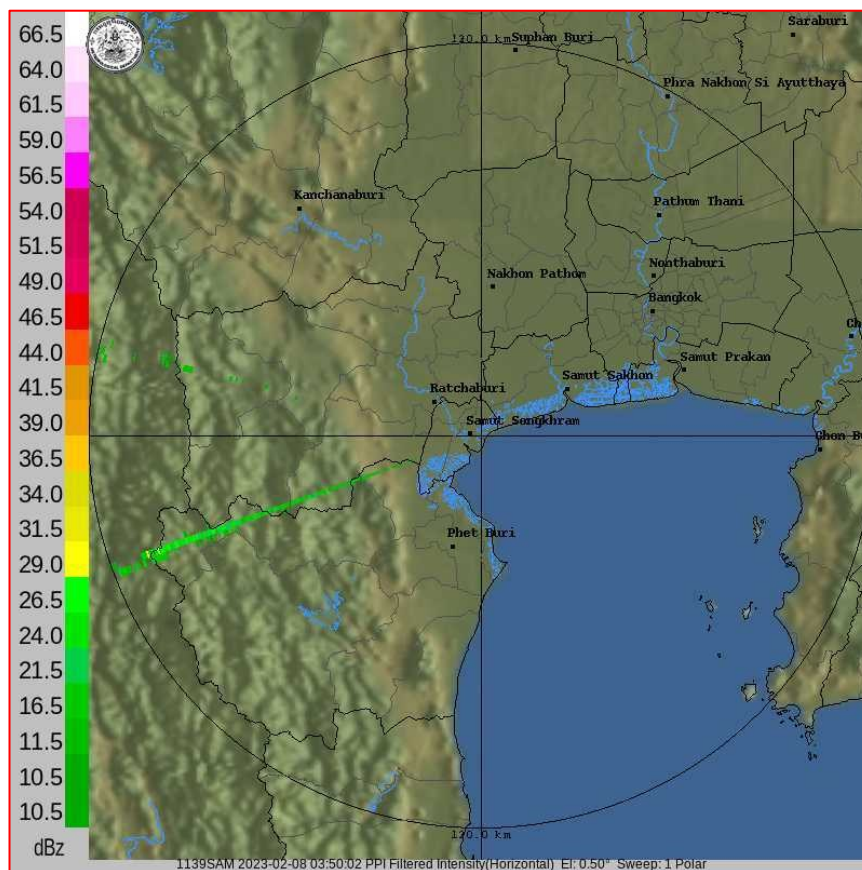 66.5
64.0
61.5
59.0
56.5
54.0
51.5
49.0
46.5
44.0
41.5
39.0
36.5
34.0
31.5
29.0
26.5
24.0
21.5
16.5
11.5
10.5
10.5
dBz
Saraburi
120.0 km
Suphan Buri
Phra Nakhon Si Ayutthaya
Kanchanaburi
Pathum Thani
Nonthaburi
Nakhon Pathom
Bangkok
Ch
Samut Prakan
Ratchaburi
Samut Sakhon
Samut Songkhram
Chon Bu
Phet Buri
120.0 km
1139SAM 2023-02-08 03:50:02 PPI Filtered Intensity(Horizontal) El: 0.50° Sweep: 1 Polar